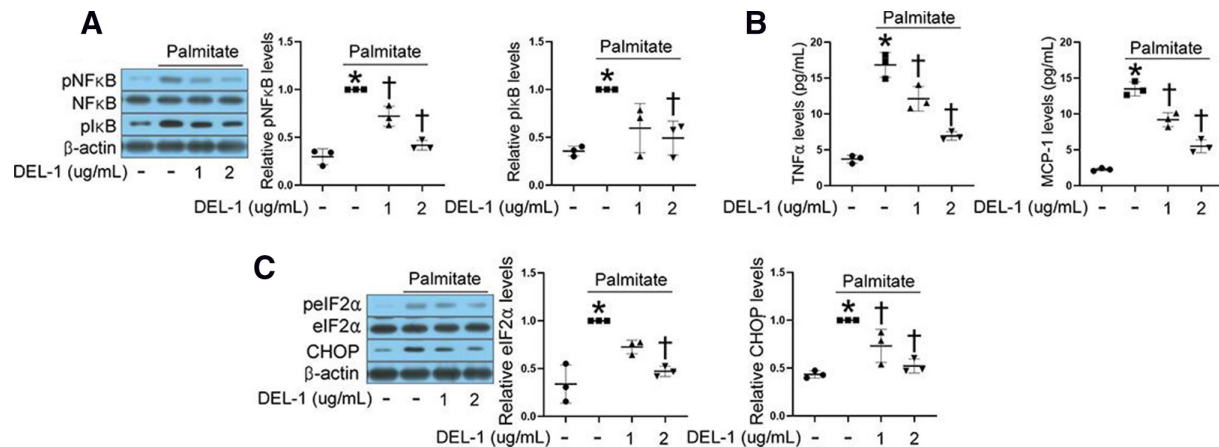 A
Palmitate
pNFκB
NFκB
pIκB
β-actin
DEL-1 (ug/mL) - - 1 2
Relative pNFκB levels
1.5
1.0
0.5
0.0
Palmitate
* † †
DEL-1 (ug/mL) - - 1 2
Relative pIκB levels
1.5
1.0
0.5
0.0
Palmitate
* †
DEL-1 (ug/mL) - - 1 2
B
TNFα levels (pg/mL)
20
15
10
5
0
Palmitate
* † †
DEL-1 (ug/mL) - - 1 2
MCP-1 levels (pg/mL)
20
15
10
5
0
Palmitate
* † †
DEL-1 (ug/mL) - - 1 2
C
Palmitate
peIF2α
eIF2α
CHOP
β-actin
DEL-1 (ug/mL) - - 1 2
Relative eIF2α levels
1.5
1.0
0.5
0.0
Palmitate
* †
DEL-1 (ug/mL) - - 1 2
Relative CHOP levels
1.5
1.0
0.5
0.0
Palmitate
* † †
DEL-1 (ug/mL) - - 1 2